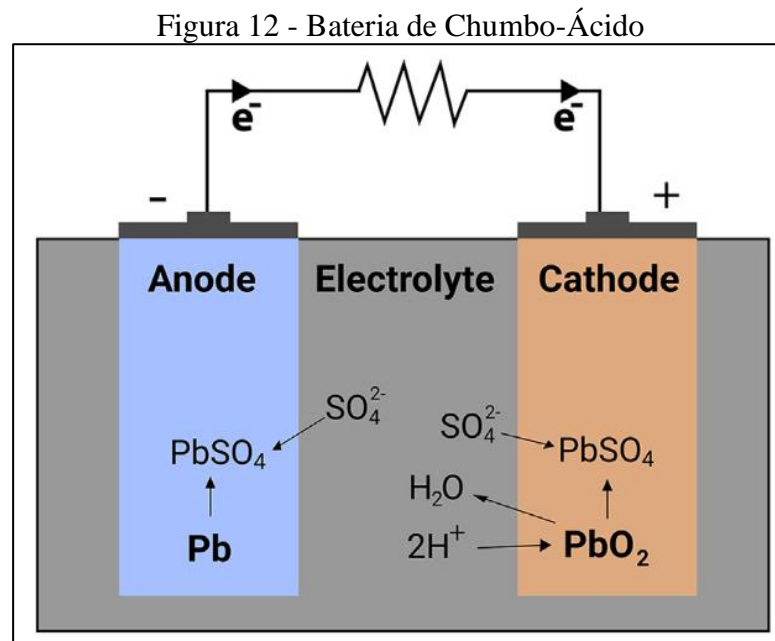 Figura 12 - Bateria de Chumbo-Ácido
e-
e-
-
+
Anode
Electrolyte
Cathode
SO₄²⁻
SO₄²⁻
PbSO₄
PbSO₄
H₂O
Pb
2H⁺
PbO₂